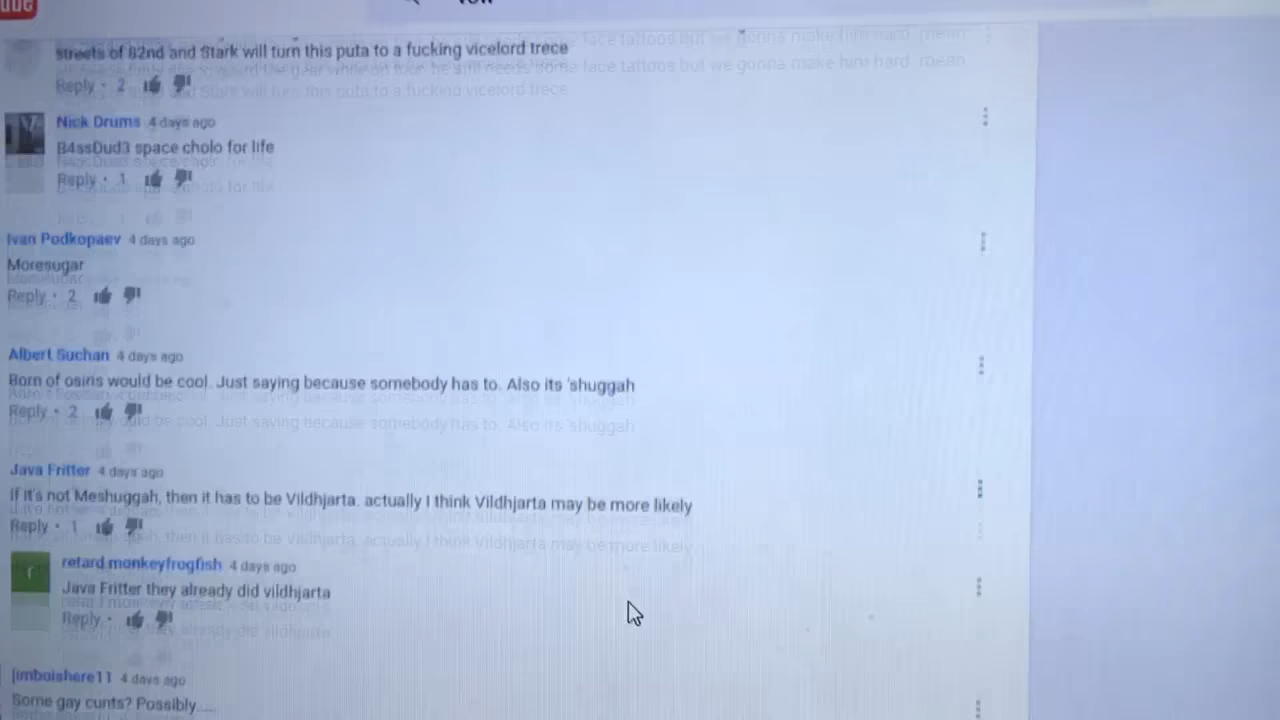 streets of 82nd and Stark will turn this puta to a fucking vicelord trece
Reply · 2
Nick Drums 4 days ago
B4ssDud3 space cholo for life
Reply · 1
Ivan Podkopaev 4 days ago
Moresugar
Reply · 2
Albert Suchan 4 days ago
Born of osiris would be cool. Just saying because somebody has to. Also its 'shuggah
Reply · 2
Java Fritter 4 days ago
If it's not Meshuggah, then it has to be Vildhjarta. actually I think Vildhjarta may be more likely
Reply · 1
retard monkeyfrogfish 4 days ago
Java Fritter they already did vildhjarta
Reply ·
jimboishere11 4 days ago
Some gay cunts? Possibly.....